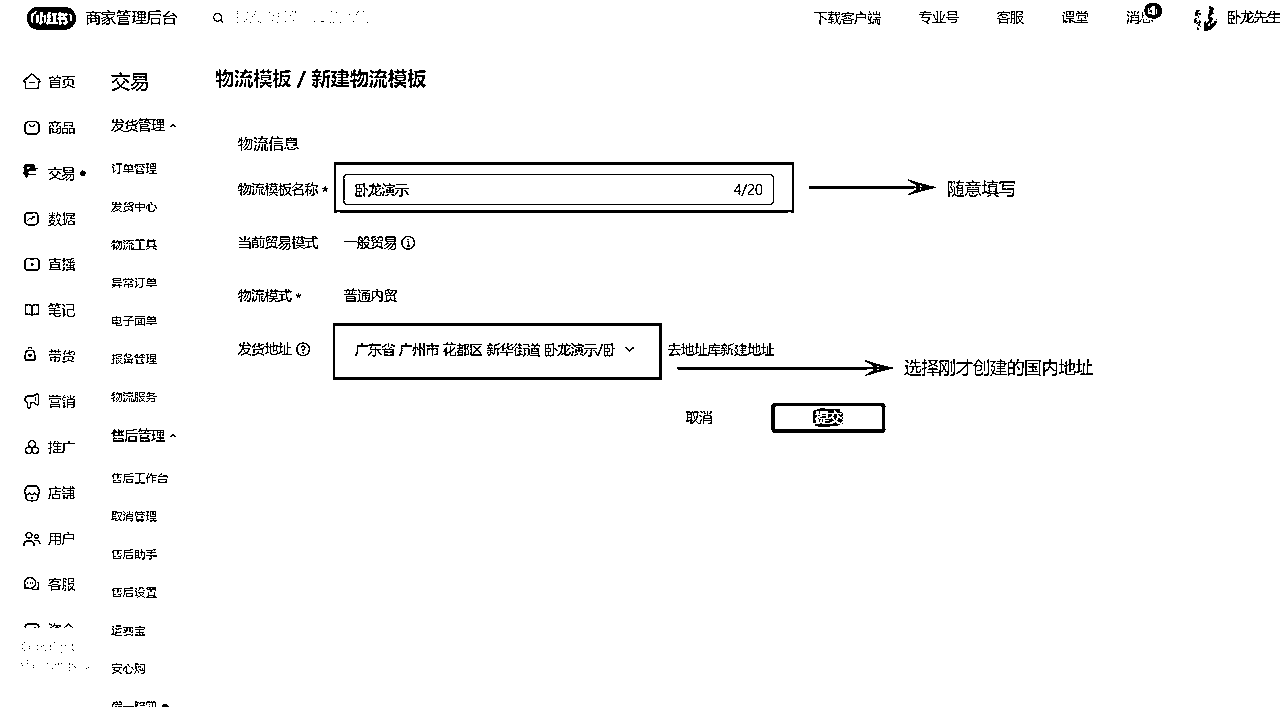 小红书 商家管理后台
下载客户端 专业号 客服 课堂 消息 卧龙先生
首页
商品
交易
数据
直播
笔记
带货
营销
推广
店铺
用户
客服
交易
发货管理
订单管理
发货中心
物流工具
异常订单
电子面单
报备管理
物流服务
售后管理
售后工作台
取消管理
售后助手
售后设置
运费宝
安心购
物流模板 / 新建物流模板
物流信息
物流模板名称 * 卧龙演示 4/20
随意填写
当前贸易模式 一般贸易
物流模式 * 普通内贸
发货地址 广东省 广州市 花都区 新华街道 卧龙演示/卧 去地址库新建地址
选择刚才创建的国内地址
取消 提交